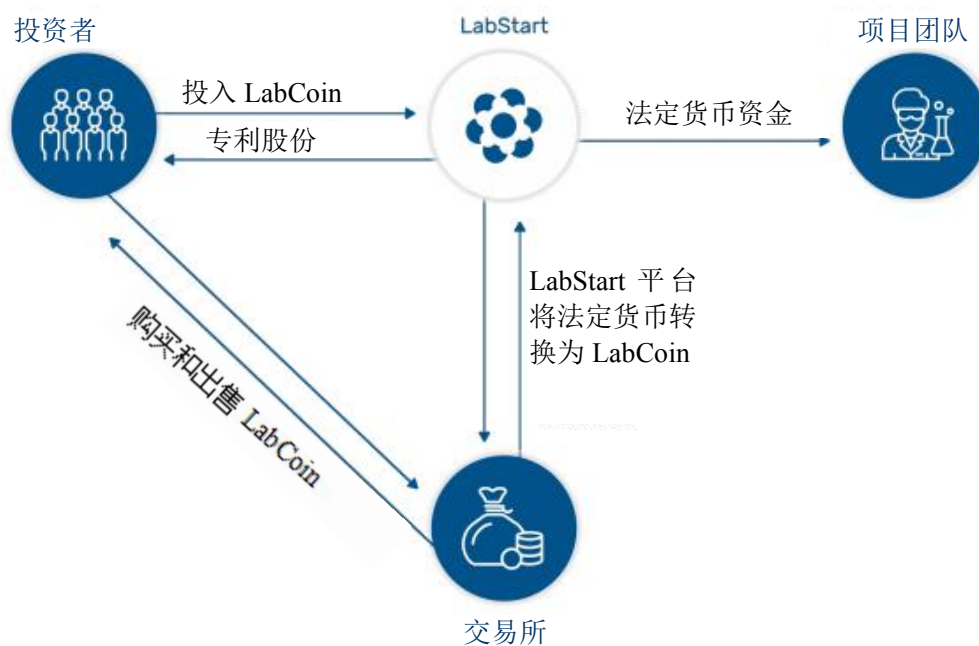 投资者
LabStart
项目团队
投入 LabCoin
专利股份
法定货币资金
LabStart 平台
将法定货币转
换为 LabCoin
购买和出售 LabCoin
交易所